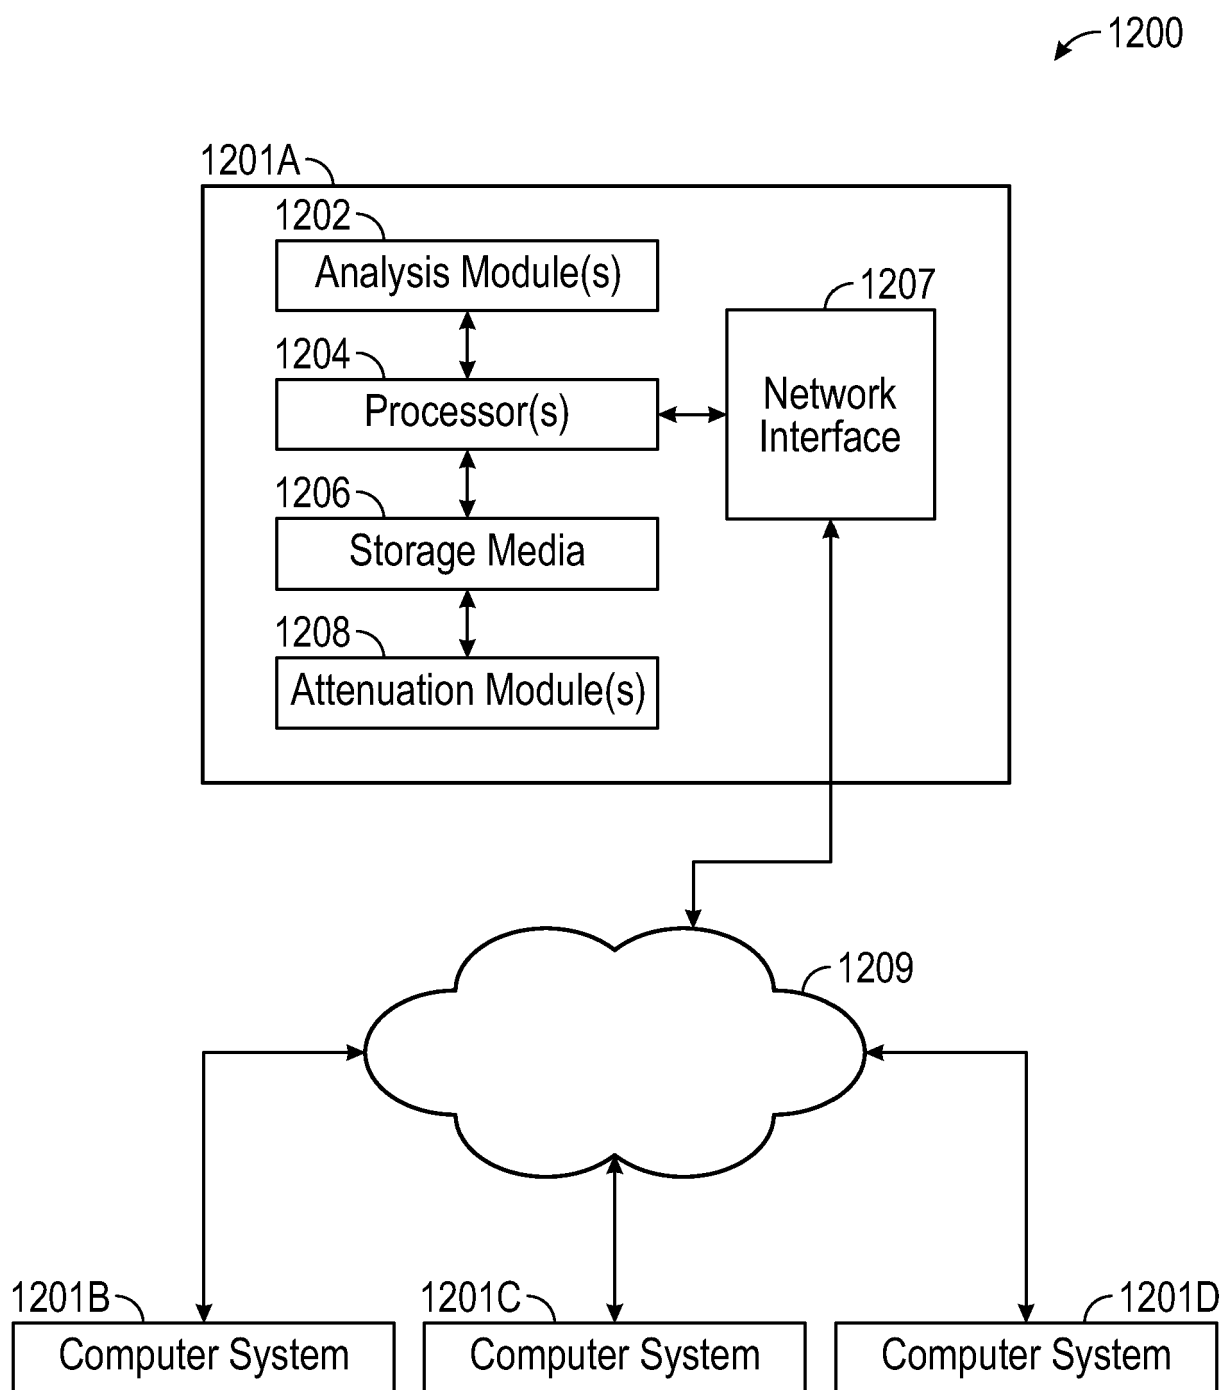 1200
1201A
1202
Analysis Module(s)
1207
1204
Processor(s)
Network
Interface
1206
Storage Media
1208
Attenuation Module(s)
1209
1201B
1201C
1201D
Computer System
Computer System
Computer System